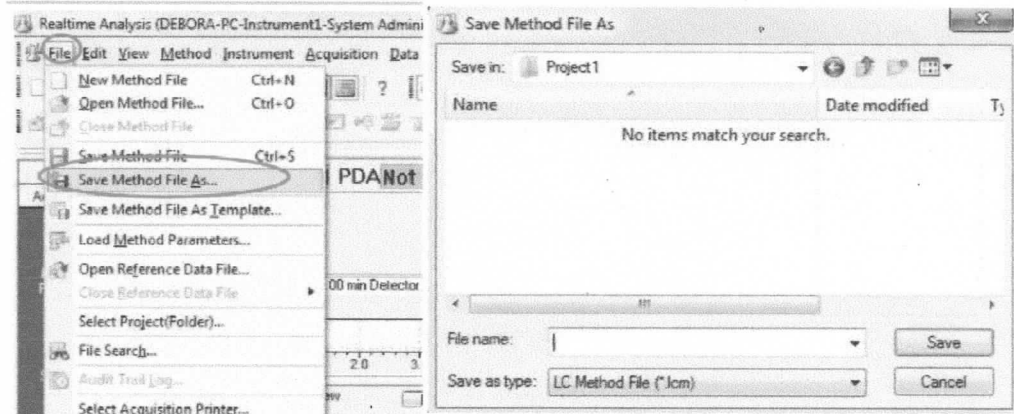 Realtime Analysis (DEBORA-PC-Instrument1-System Admini
File Edit View Method Instrument Acquisition Data
New Method File Ctrl+N
Open Method File... Ctrl+O
Close Method File
Save Method File Ctrl+S
Save Method File As...
Save Method File As Template...
Load Method Parameters...
Open Reference Data File...
Close Reference Data File
Select Project(Folder)...
File Search...
Audit Trail Log...
Select Acquisition Printer...
PDA Not
00 min Detector
2.0 3.
Save Method File As
Save in: Project1
Name Date modified Ty
No items match your search.
File name: Save
Save as type: LC Method File (*.lcm) Cancel